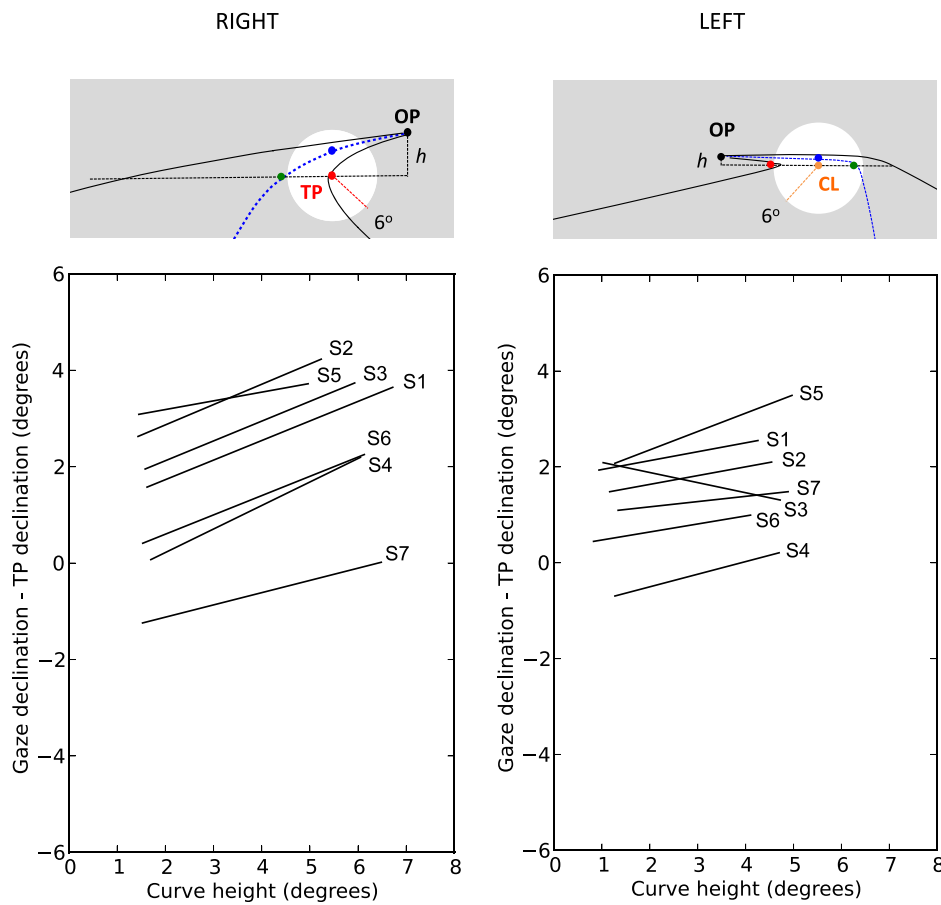 RIGHT
LEFT
OP
h
TP
6°
OP
h
CL
6°
Gaze declination - TP declination (degrees)
6
4
2
0
−2
−4
−6
S2
S5
S3
S1
S6
S4
S7
0 1 2 3 4 5 6 7 8
Curve height (degrees)
Gaze declination - TP declination (degrees)
6
4
2
0
−2
−4
−6
S5
S1
S2
S7
S3
S6
S4
0 1 2 3 4 5 6 7 8
Curve height (degrees)